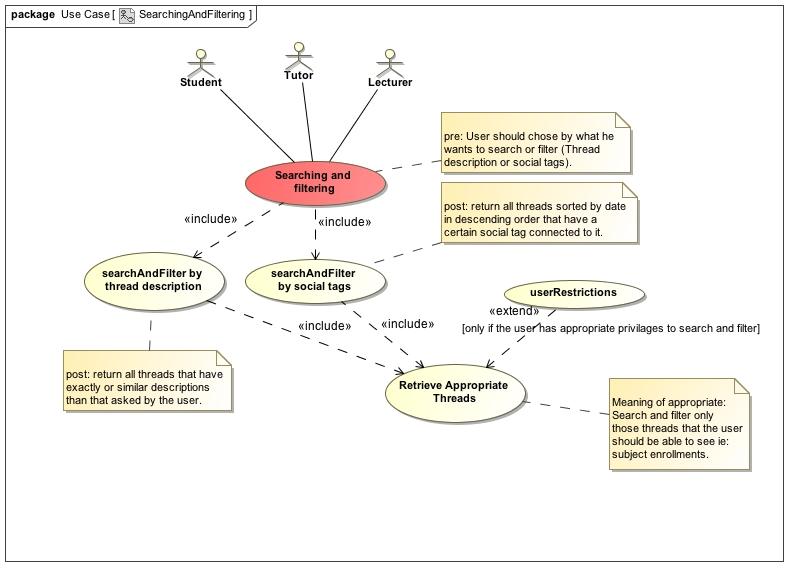 package Use Case [ SearchingAndFiltering ]
Student
Tutor
Lecturer
pre: User should chose by what he
wants to search or filter (Thread
description or social tags).
Searching and
filtering
post: return all threads sorted by date
in descending order that have a
certain social tag connected to it.
«include»
«include»
searchAndFilter by
thread description
searchAndFilter
by social tags
userRestrictions
«extend»
[only if the user has appropriate privilages to search and filter]
«include»
«include»
post: return all threads that have
exactly or similar descriptions
than that asked by the user.
Retrieve Appropriate
Threads
Meaning of appropriate:
Search and filter only
those threads that the user
should be able to see ie:
subject enrollments.